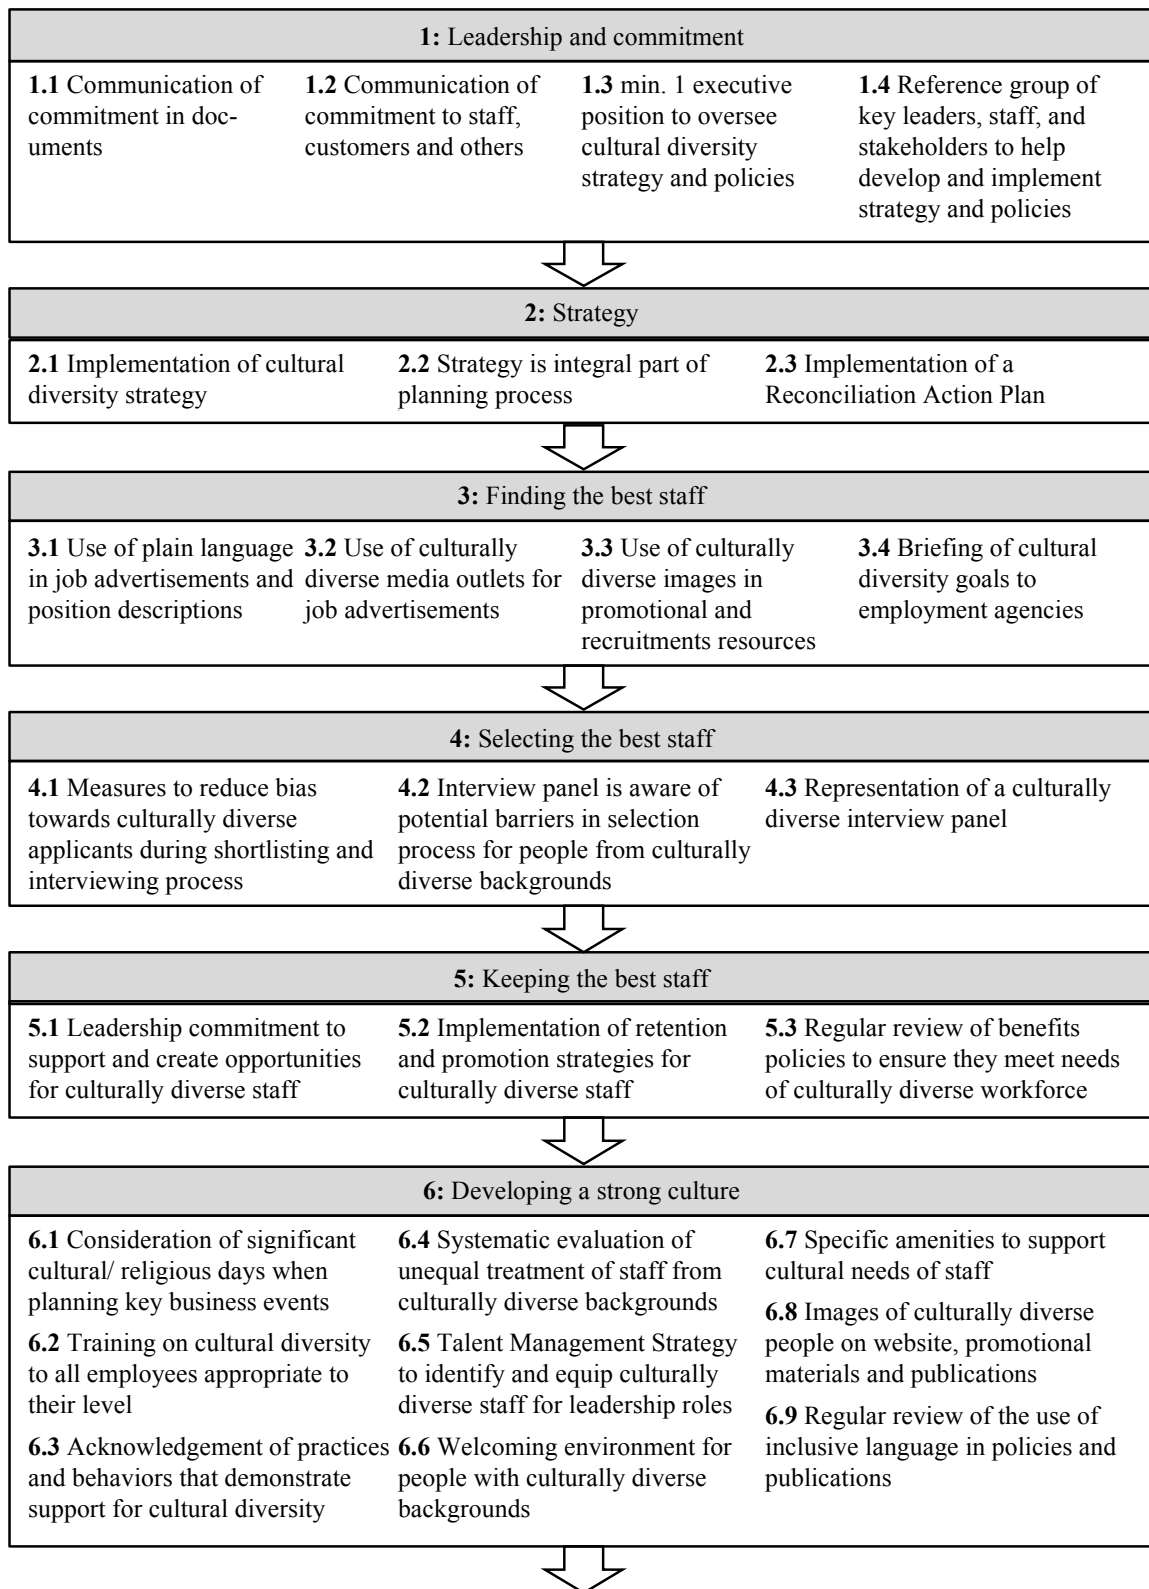 1: Leadership and commitment
1.1 Communication of
commitment in doc-
uments
1.2 Communication of
commitment to staff,
customers and others
1.3 min. 1 executive
position to oversee
cultural diversity
strategy and policies
1.4 Reference group of
key leaders, staff, and
stakeholders to help
develop and implement
strategy and policies
2: Strategy
2.1 Implementation of cultural
diversity strategy
2.2 Strategy is integral part of
planning process
2.3 Implementation of a
Reconciliation Action Plan
3: Finding the best staff
3.1 Use of plain language
in job advertisements and
position descriptions
3.2 Use of culturally
diverse media outlets for
job advertisements
3.3 Use of culturally
diverse images in
promotional and
recruitments resources
3.4 Briefing of cultural
diversity goals to
employment agencies
4: Selecting the best staff
4.1 Measures to reduce bias
towards culturally diverse
applicants during shortlisting and
interviewing process
4.2 Interview panel is aware of
potential barriers in selection
process for people from culturally
diverse backgrounds
4.3 Representation of a culturally
diverse interview panel
5: Keeping the best staff
5.1 Leadership commitment to
support and create opportunities
for culturally diverse staff
5.2 Implementation of retention
and promotion strategies for
culturally diverse staff
5.3 Regular review of benefits
policies to ensure they meet needs
of culturally diverse workforce
6: Developing a strong culture
6.1 Consideration of significant
cultural/ religious days when
planning key business events
6.2 Training on cultural diversity
to all employees appropriate to
their level
6.3 Acknowledgement of practices
and behaviors that demonstrate
support for cultural diversity
6.4 Systematic evaluation of
unequal treatment of staff from
culturally diverse backgrounds
6.5 Talent Management Strategy
to identify and equip culturally
diverse staff for leadership roles
6.6 Welcoming environment for
people with culturally diverse
backgrounds
6.7 Specific amenities to support
cultural needs of staff
6.8 Images of culturally diverse
people on website, promotional
materials and publications
6.9 Regular review of the use of
inclusive language in policies and
publications